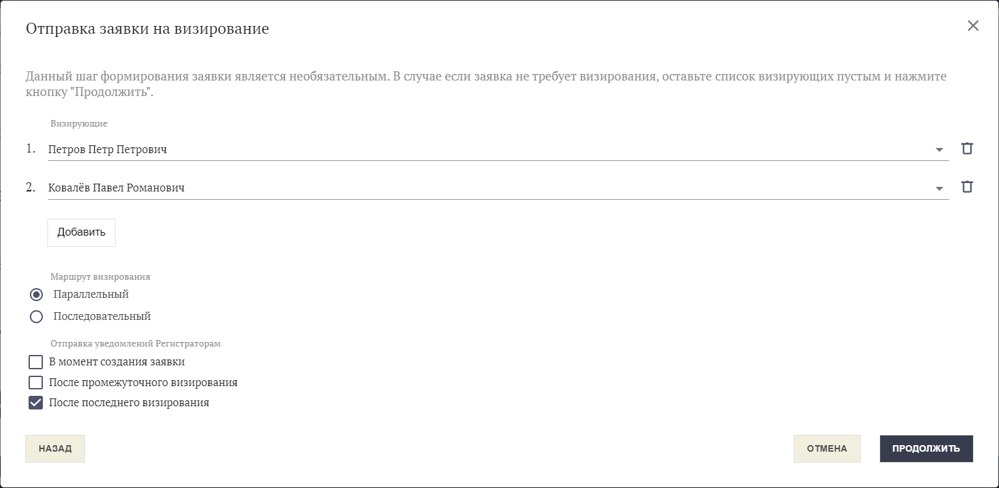 Отправка заявки на визирование
Данный шаг формирования заявки является необязательным. В случае если заявка не требует визирования, оставьте список визирующих пустым и нажмите
кнопку "Продолжить".
Визирующие
1. Петров Петр Петрович
2. Ковалёв Павел Романович
Добавить
Маршрут визирования
Параллельный
Последовательный
Отправка уведомлений Регистраторам
В момент создания заявки
После промежуточного визирования
После последнего визирования
НАЗАД ОТМЕНА ПРОДОЛЖИТЬ